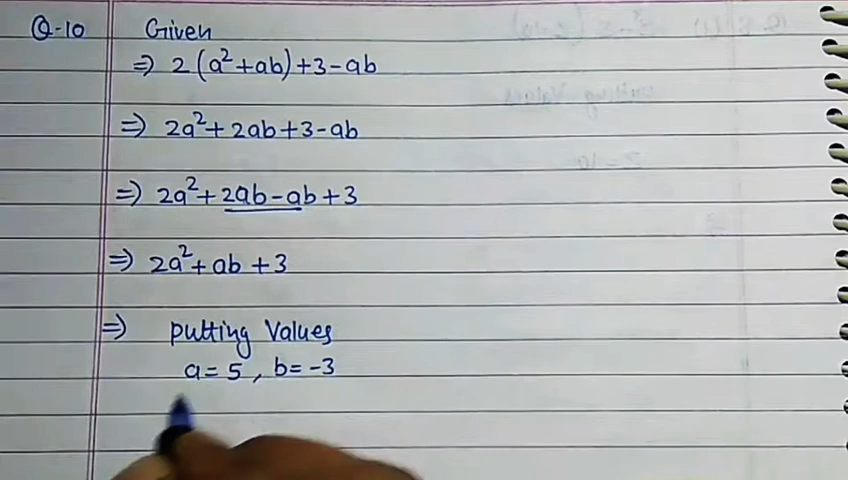 Q-10 Given
⇒ 2(a²+ab)+3-ab
⇒ 2a²+2ab+3-ab
⇒ 2a²+2ab-ab+3
⇒ 2a²+ab+3
⇒ putting Values
a=5, b=-3